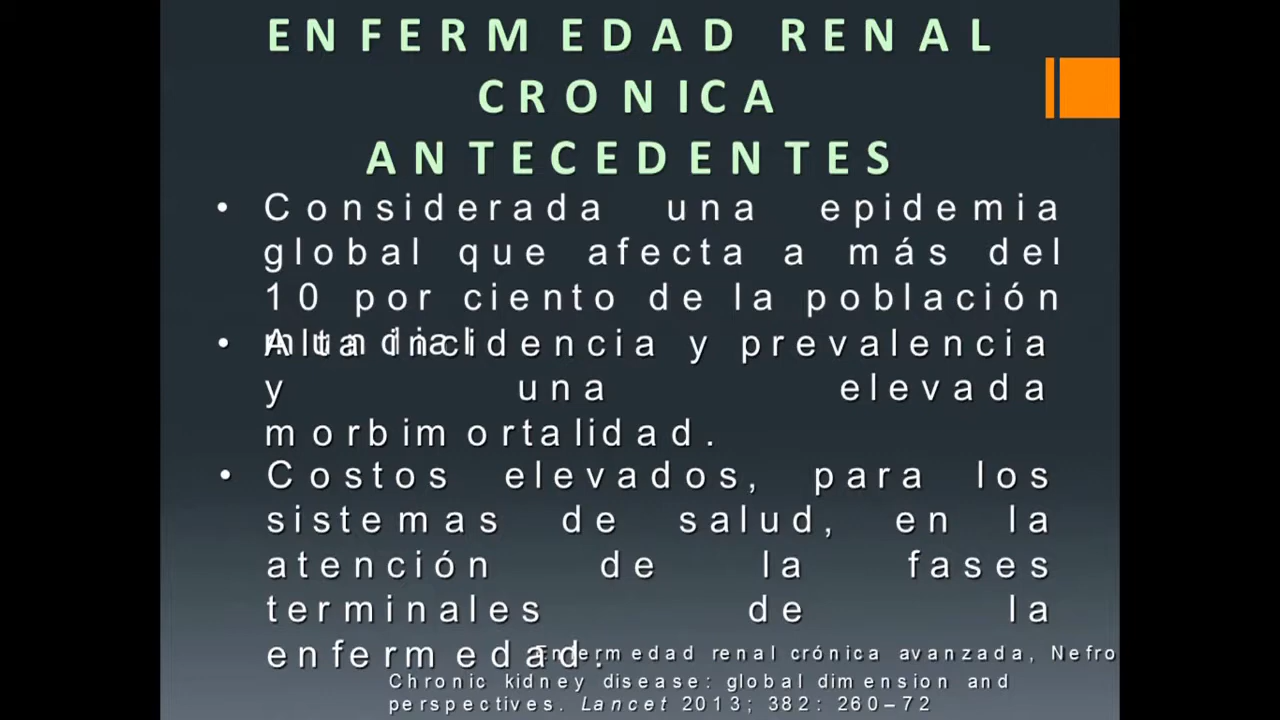 ENFERMEDAD RENAL
CRONICA
ANTECEDENTES
• Considerada una epidemia
global que afecta a más del
10 por ciento de la población
mundial
• Alta incidencia y prevalencia
y una elevada
morbimortalidad.
• Costos elevados, para los
sistemas de salud, en la
atención de la fases
terminales de la
enfermedad.
Enfermedad renal crónica avanzada, Nefro
Chronic kidney disease: global dimension and
perspectives. Lancet 2013; 382: 260–72